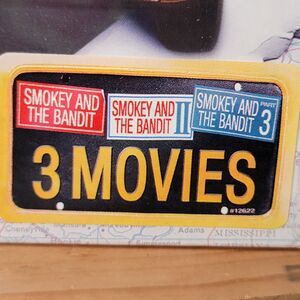 SMOKEY AND
THE BANDIT
SMOKEY AND
THE BANDIT II
SMOKEY AND
THE BANDIT
PART
3
3 MOVIES
#12622
Adams
MISSISSIPPI